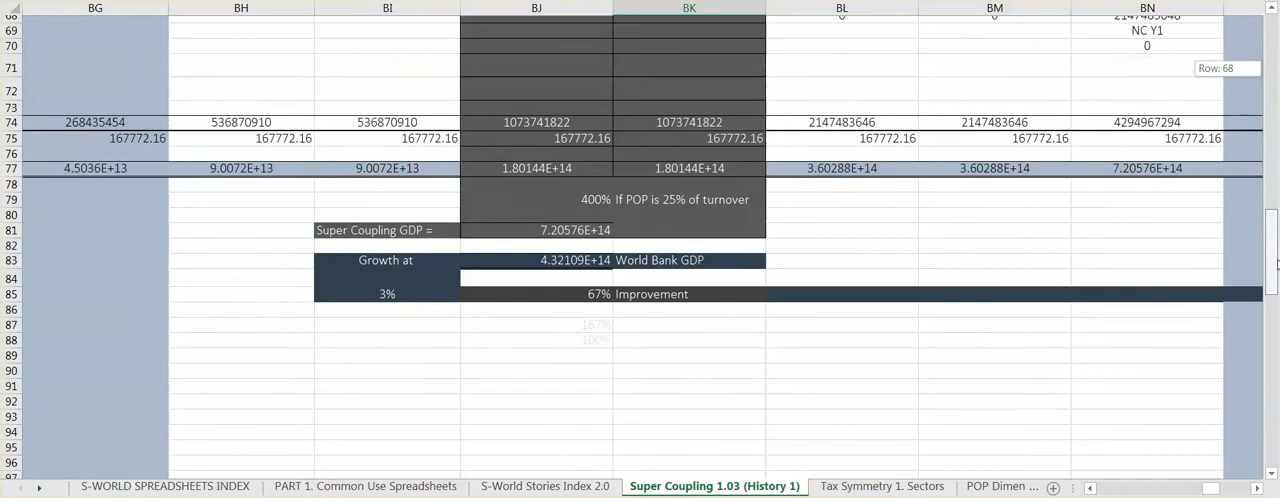 BG BH BI BJ BK BL BM BN
68 0 0 2147483648
69 NC Y1
70 0
71 Row: 68
72
73
74 268435454 536870910 536870910 1073741822 1073741822 2147483646 2147483646 4294967294
75 167772.16 167772.16 167772.16 167772.16 167772.16 167772.16 167772.16 167772.16
76
77 4.5036E+13 9.0072E+13 9.0072E+13 1.80144E+14 1.80144E+14 3.60288E+14 3.60288E+14 7.20576E+14
78
79 400% If POP is 25% of turnover
80
81 Super Coupling GDP = 7.20576E+14
82
83 Growth at 4.32109E+14 World Bank GDP
84
85 3% 67% Improvement
86
87 167%
88 100%
89
90
91
92
93
94
95
96
97
S-WORLD SPREADSHEETS INDEX PART 1. Common Use Spreadsheets S-World Stories Index 2.0 Super Coupling 1.03 (History 1) Tax Symmetry 1. Sectors POP Dimen ...